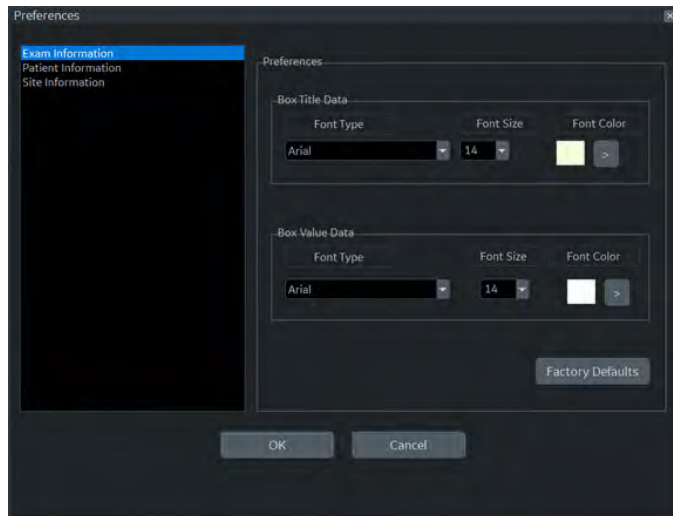 Preferences
Exam Information
Patient Information
Site Information
Preferences
Box Title Data
Font Type Font Size Font Color
Arial 14 >
Box Value Data
Font Type Font Size Font Color
Arial 14 >
Factory Defaults
OK Cancel